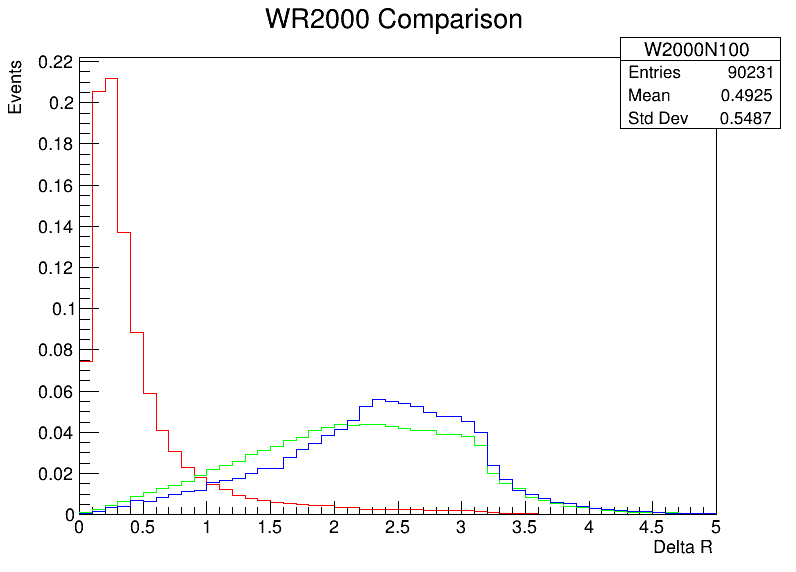 WR2000 Comparison
W2000N100
Entries 90231
Mean 0.4925
Std Dev 0.5487
Events
0.22
0.2
0.18
0.16
0.14
0.12
0.1
0.08
0.06
0.04
0.02
0
0 0.5 1 1.5 2 2.5 3 3.5 4 4.5 5
Delta R